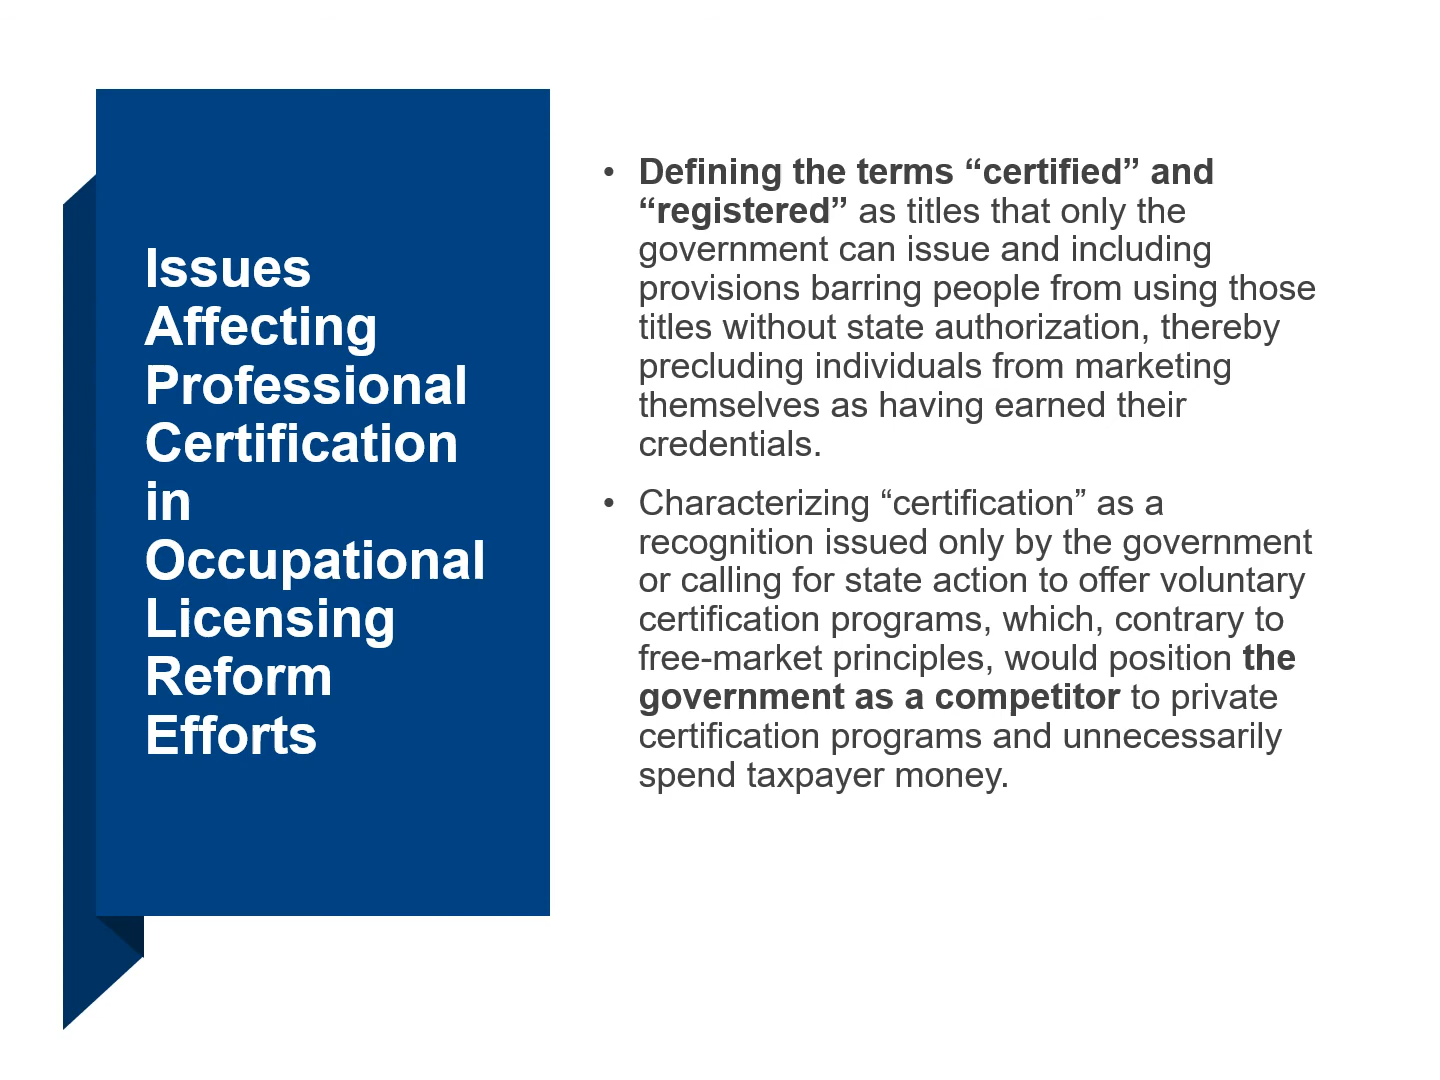 Issues
Affecting
Professional
Certification
in
Occupational
Licensing
Reform
Efforts
• Defining the terms “certified” and
“registered” as titles that only the
government can issue and including
provisions barring people from using those
titles without state authorization, thereby
precluding individuals from marketing
themselves as having earned their
credentials.
• Characterizing “certification” as a
recognition issued only by the government
or calling for state action to offer voluntary
certification programs, which, contrary to
free-market principles, would position the
government as a competitor to private
certification programs and unnecessarily
spend taxpayer money.